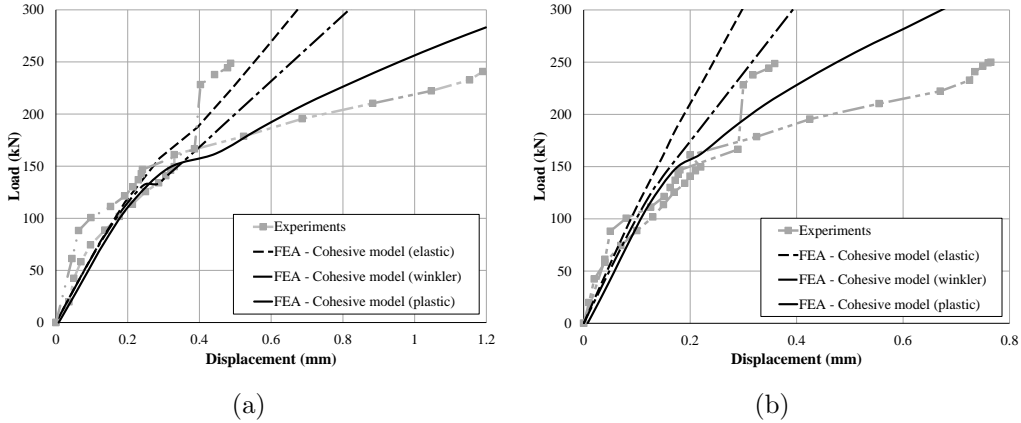 300
250
200
150
100
50
0
Load (kN)
Experiments
FEA - Cohesive model (elastic)
FEA - Cohesive model (winkler)
FEA - Cohesive model (plastic)
0 0.2 0.4 0.6 0.8 1 1.2
Displacement (mm)
(a)
300
250
200
150
100
50
0
Load (kN)
Experiments
FEA - Cohesive model (elastic)
FEA - Cohesive model (winkler)
FEA - Cohesive model (plastic)
0 0.2 0.4 0.6 0.8
Displacement (mm)
(b)